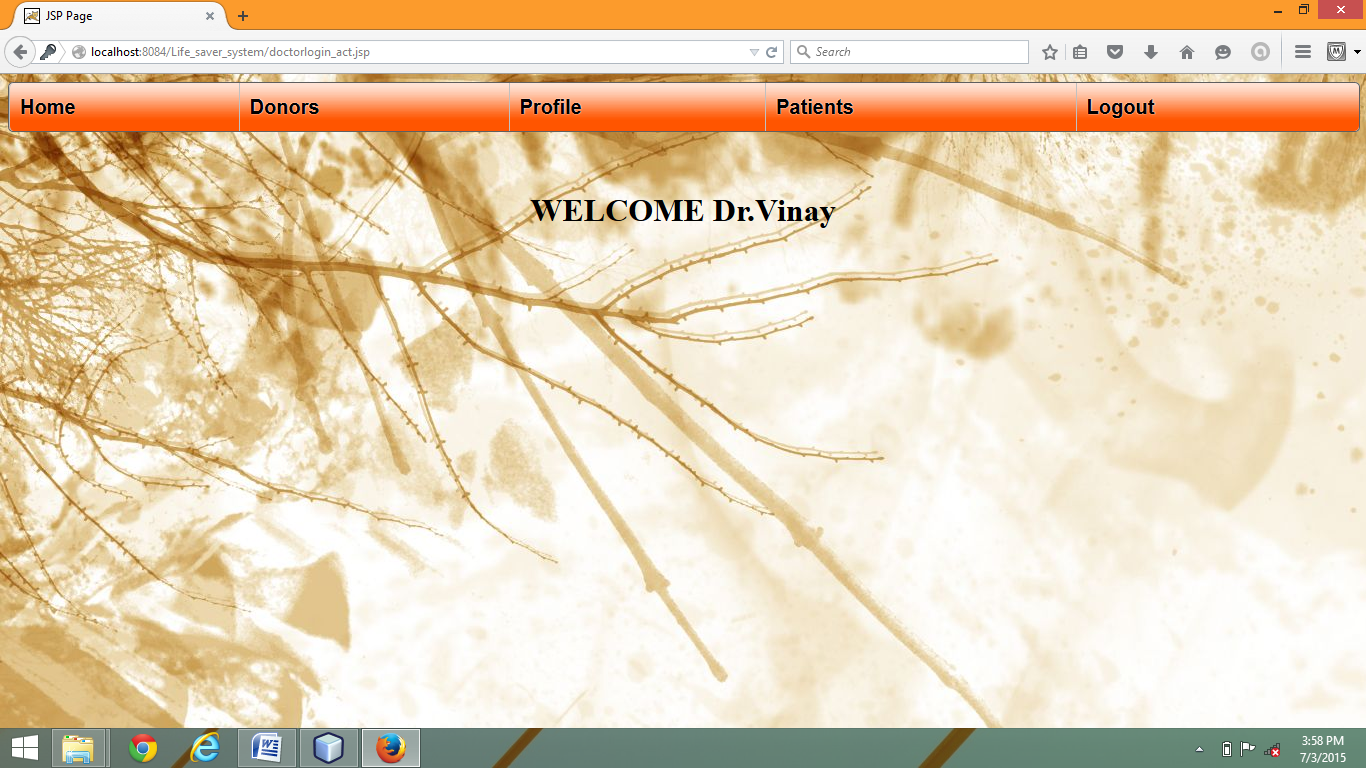 JSP Page
localhost:8084/Life_saver_system/doctorlogin_act.jsp
Search
Home Donors Profile Patients Logout
WELCOME Dr.Vinay
3:58 PM
7/3/2015